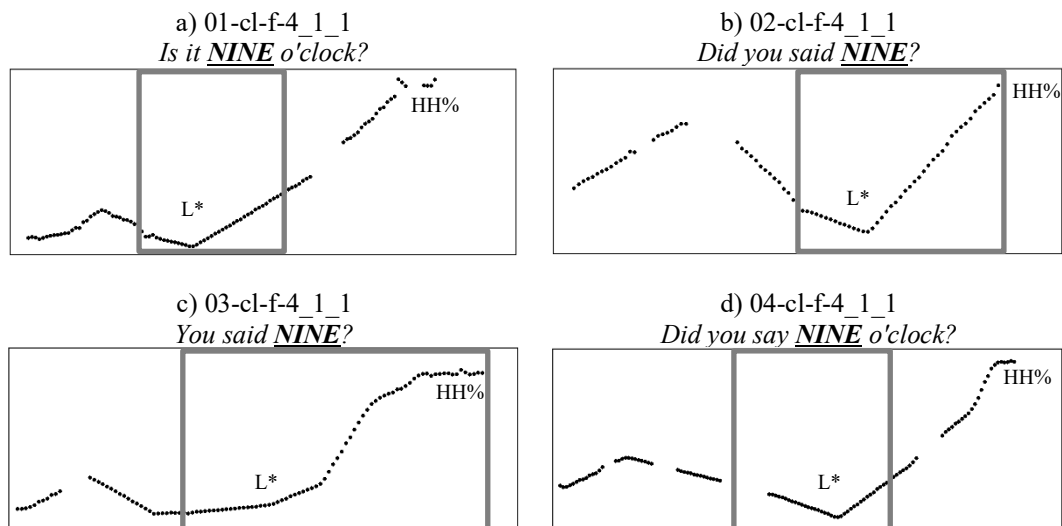 a) 01-cl-f-4_1_1
Is it NINE o'clock?
HH%
L*
b) 02-cl-f-4_1_1
Did you said NINE?
HH%
L*
c) 03-cl-f-4_1_1
You said NINE?
HH%
L*
d) 04-cl-f-4_1_1
Did you say NINE o'clock?
HH%
L*